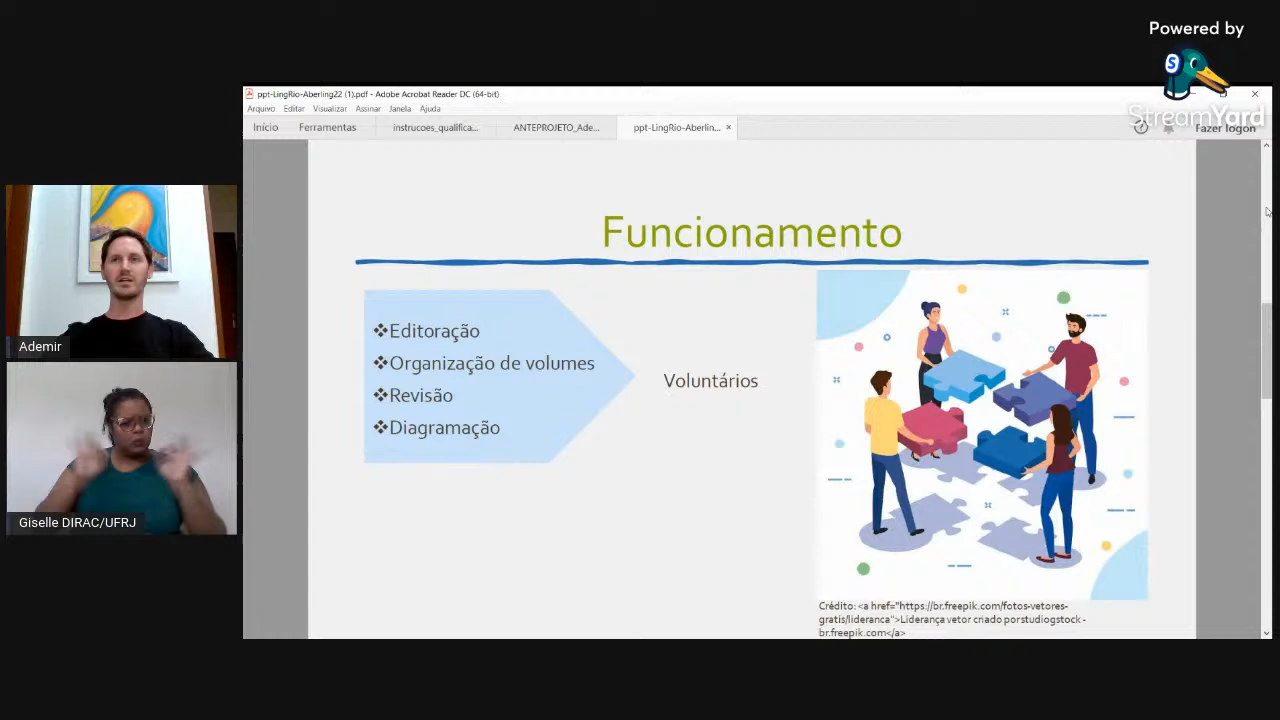 Powered by
S
StreamYard
ppt-LingRio-Aberling22 (1).pdf - Adobe Acrobat Reader DC (64-bit)
Arquivo Editar Visualizar Assinar Janela Ajuda
Início Ferramentas instrucoes_qualifica... ANTEPROJETO_Ade... ppt-LingRio-Aberlin... × Fazer logon
Funcionamento
❖Editoração
❖Organização de volumes
❖Revisão
❖Diagramação
Voluntários
Crédito: <a href="https://br.freepik.com/fotos-vetores-
gratis/lideranca">Liderança vetor criado por studiogstock -
br.freepik.com</a>
Ademir
Giselle DIRAC/UFRJ